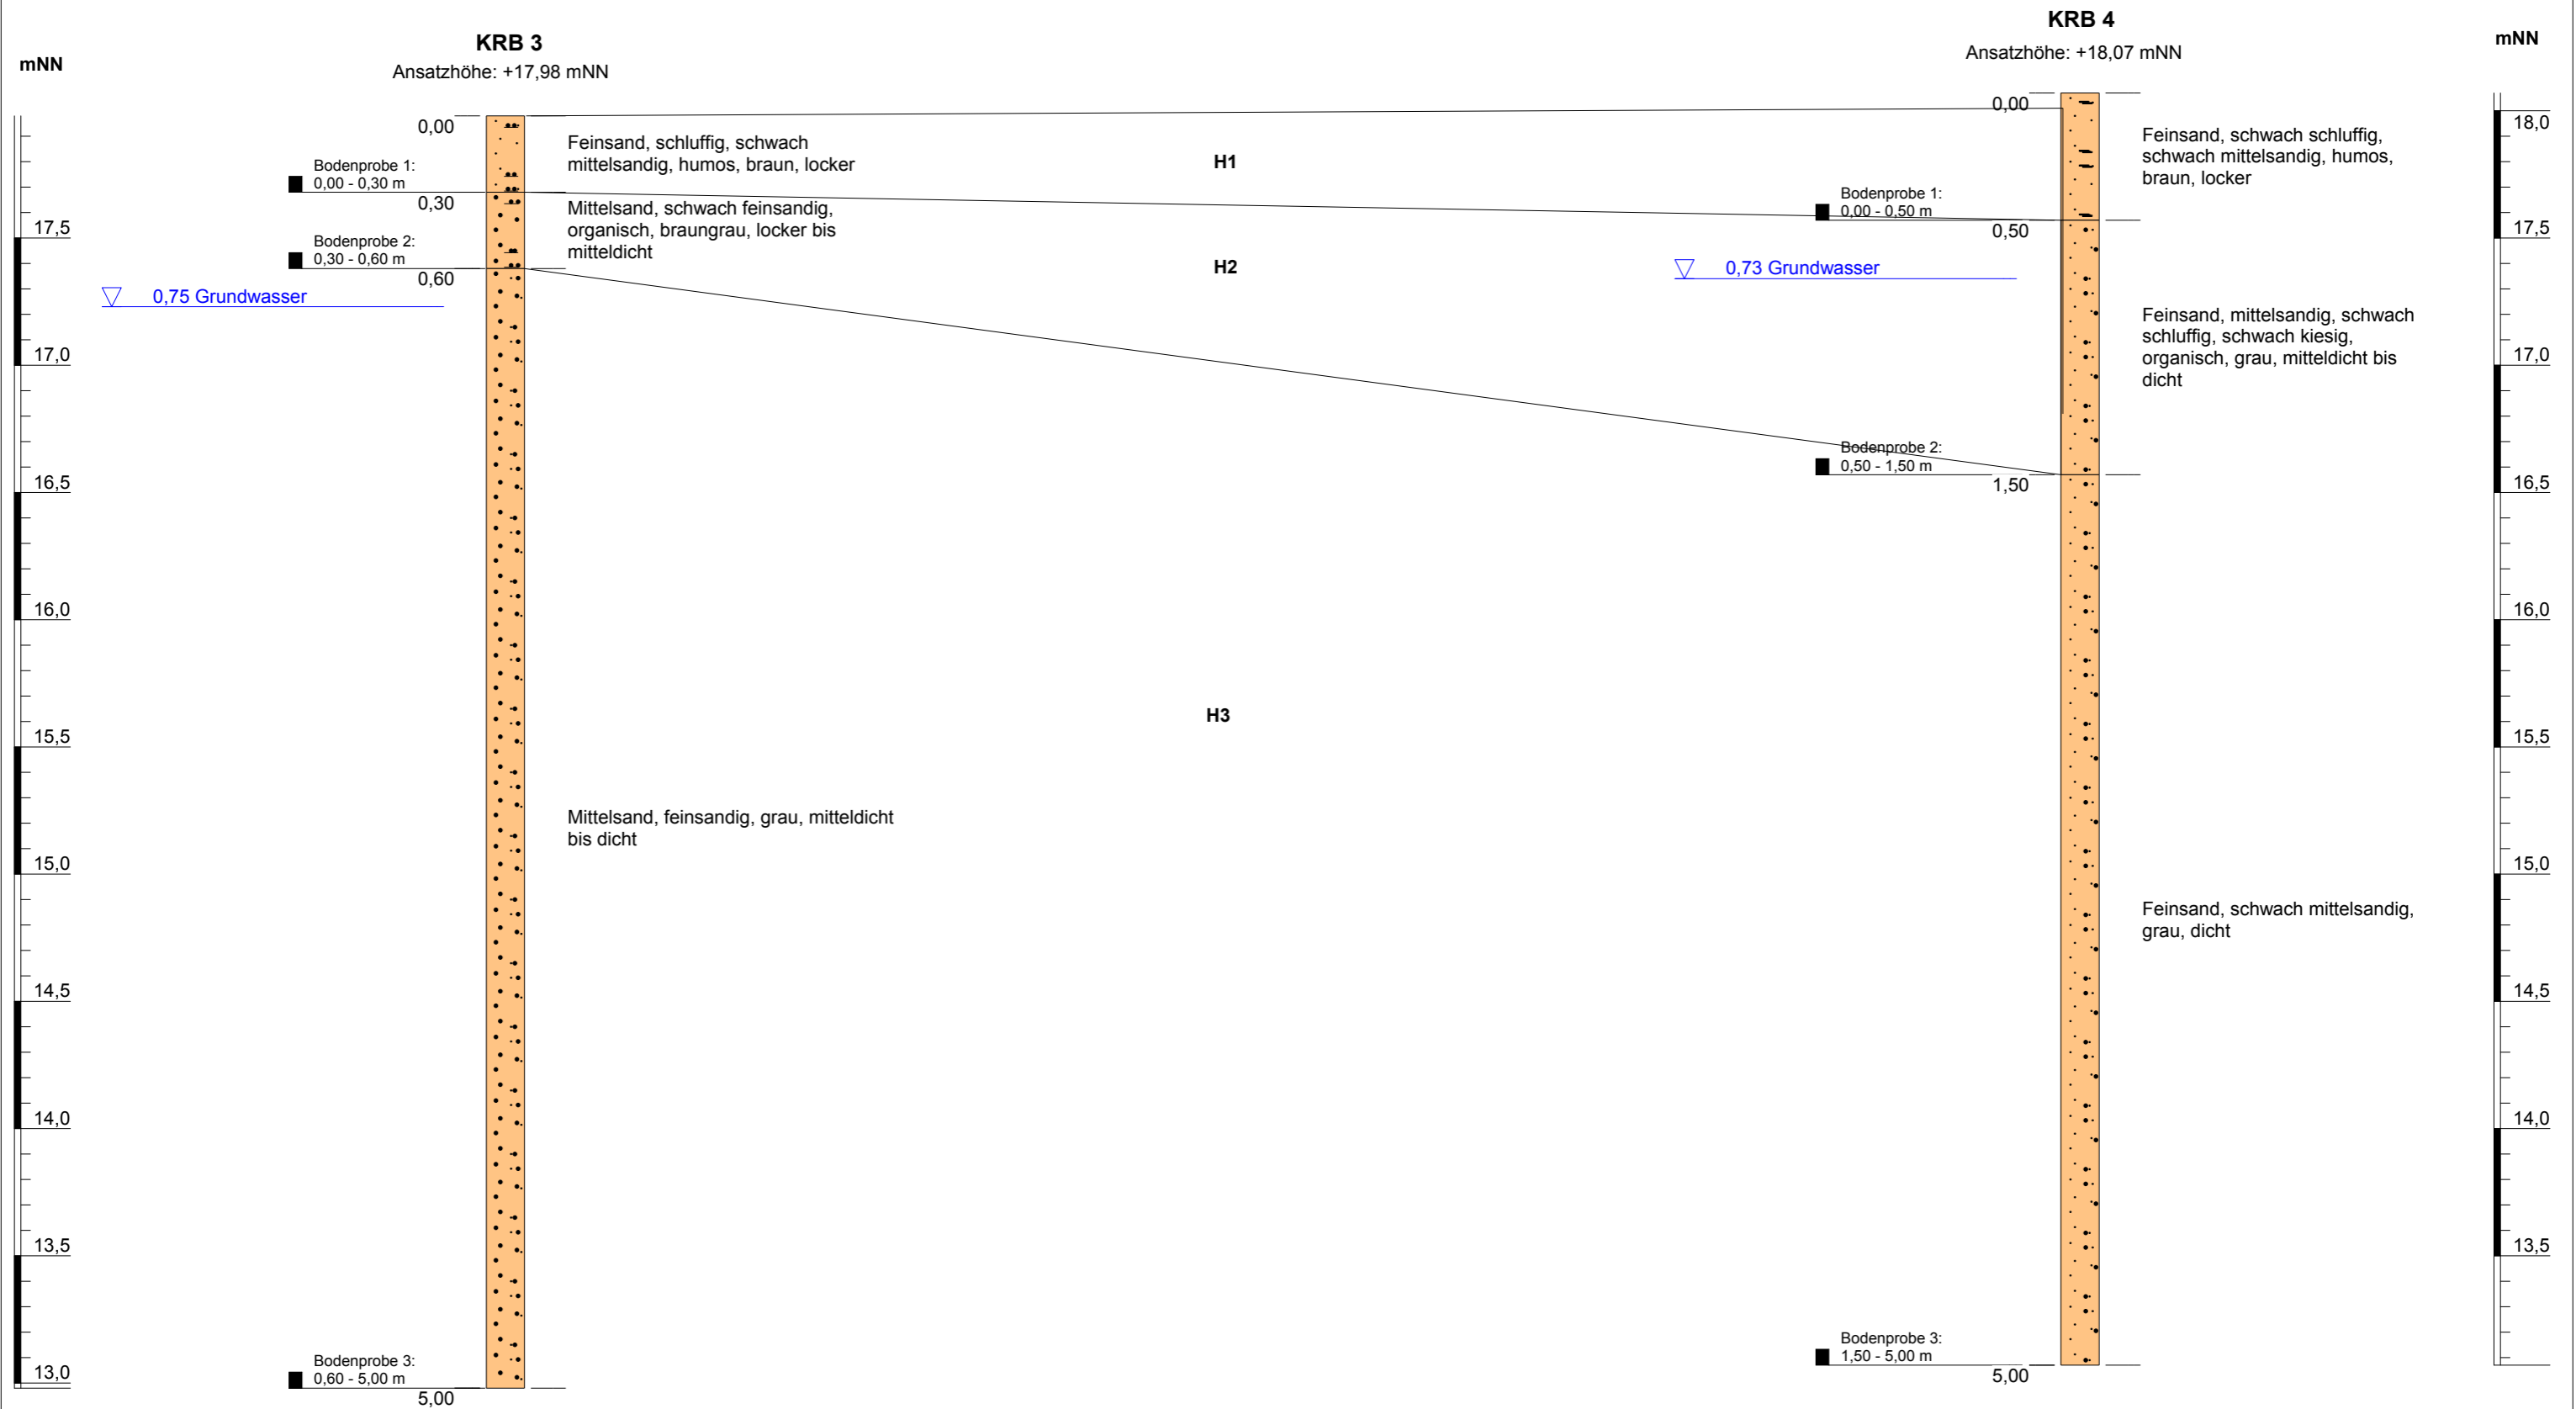 KRB 3
Ansatzhöhe: +17,98 mNN
mNN
0,00
Feinsand, schluffig, schwach
mittelsandig, humos, braun, locker
Bodenprobe 1:
0,00 - 0,30 m
0,30
Mittelsand, schwach feinsandig,
organisch, braungrau, locker bis
mitteldicht
Bodenprobe 2:
0,30 - 0,60 m
0,60
0,75 Grundwasser
17,5
17,0
16,5
16,0
15,5
15,0
14,5
14,0
13,5
13,0
Mittelsand, feinsandig, grau, mitteldicht
bis dicht
Bodenprobe 3:
0,60 - 5,00 m
5,00
H1
H2
H3
KRB 4
Ansatzhöhe: +18,07 mNN
mNN
0,00
Feinsand, schwach schluffig,
schwach mittelsandig, humos,
braun, locker
Bodenprobe 1:
0,00 - 0,50 m
0,50
0,73 Grundwasser
Feinsand, mittelsandig, schwach
schluffig, schwach kiesig,
organisch, grau, mitteldicht bis
dicht
Bodenprobe 2:
0,50 - 1,50 m
1,50
Feinsand, schwach mittelsandig,
grau, dicht
Bodenprobe 3:
1,50 - 5,00 m
5,00
18,0
17,5
17,0
16,5
16,0
15,5
15,0
14,5
14,0
13,5